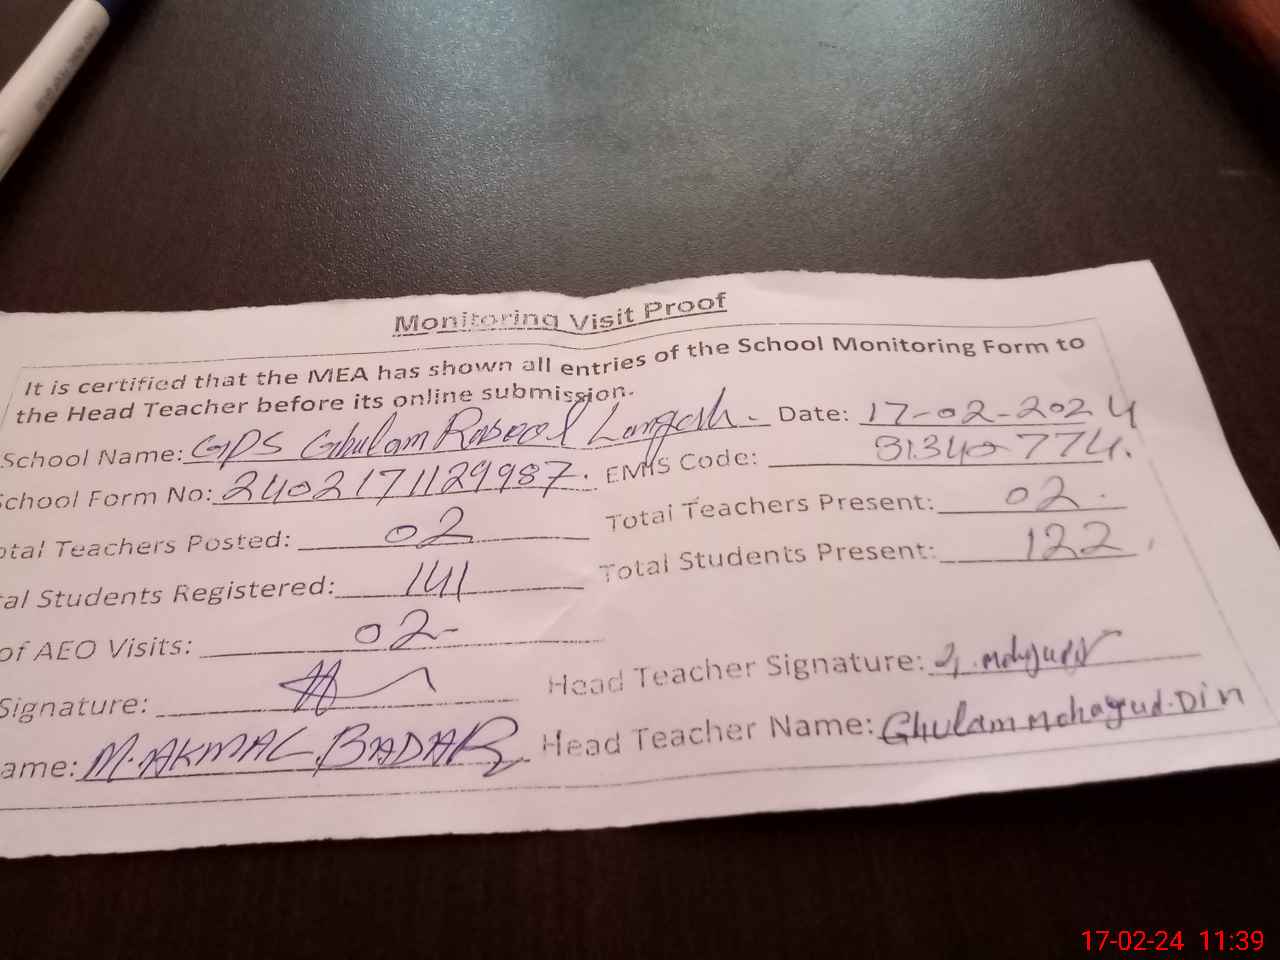 Monitoring Visit Proof
It is certified that the MEA has shown all entries of the School Monitoring Form to
the Head Teacher before its online submission.
School Name: GPS Ghulam Rasool Langah. Date: 17-02-2024
School Form No: 2402171129987. EMIS Code: 31340774.
otal Teachers Posted: 02 Total Teachers Present: 02.
al Students Registered: 141 Total Students Present: 122
of AEO Visits: 02-
Signature: Head Teacher Signature:
ame: M.AKMAL BADAR Head Teacher Name: Ghulam Mohayud.Din
17-02-24 11:39